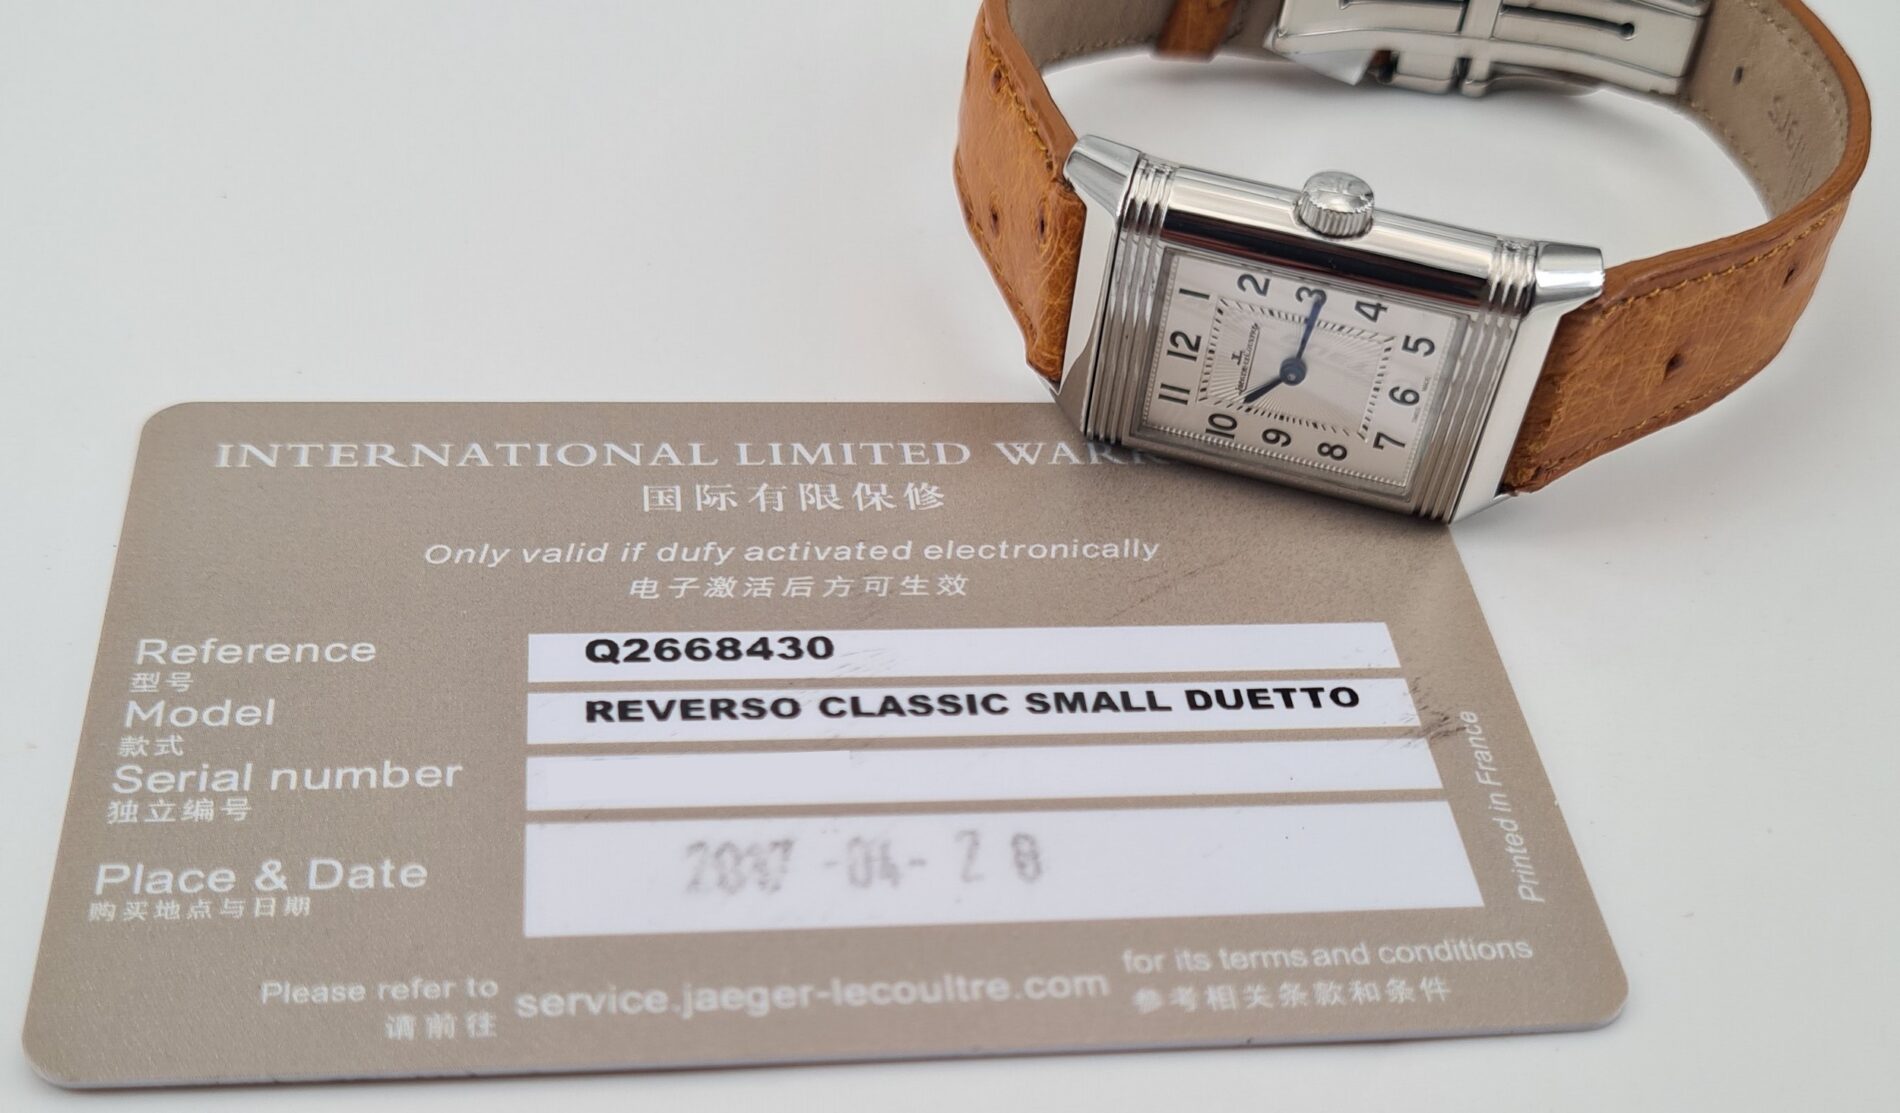 INTERNATIONAL LIMITED WARR
国际有限保修
Only valid if dufy activated electronically
电子激活后方可生效
Reference Q2668430
型号
Model REVERSO CLASSIC SMALL DUETTO
款式
Serial number
独立编号
Place & Date
购买地点与日期
Please refer to service.jaeger-lecoultre.com for its terms and conditions
请前往 参考相关条款和条件
Printed in France
JAEGER-LECOULTRE
12 1 2 3 4 5 6 7 8 9 10 11